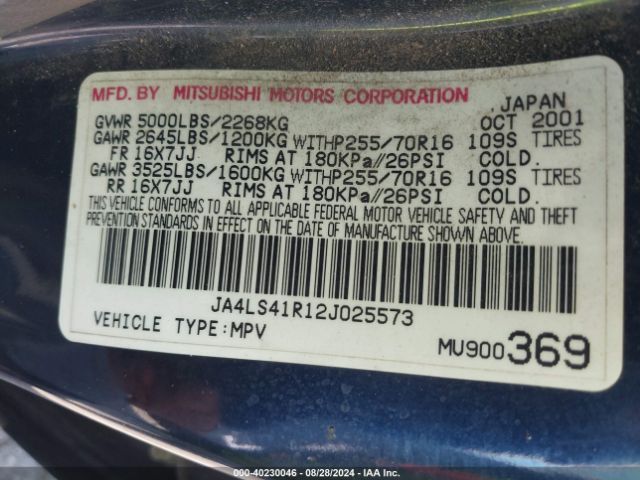 MFD. BY MITSUBISHI MOTORS CORPORATION, JAPAN
GVWR 5000LBS/2268KG OCT 2001
GAWR 2645LBS/1200KG WITHP255/70R16 109S TIRES
FR 16X7JJ RIMS AT 180KPa//26PSI COLD.
GAWR 3525LBS/1600KG WITHP255/70R16 109S TIRES
RR 16X7JJ RIMS AT 180KPa//26PSI COLD.
THIS VEHICLE CONFORMS TO ALL APPLICABLE FEDERAL MOTOR VEHICLE SAFETY AND THEFT
PREVENTION STANDARDS IN EFFECT ON THE DATE OF MANUFACTURE SHOWN ABOVE.
JA4LS41R12J025573
VEHICLE TYPE:MPV
MU900369
CA-40230046 - 08/28/2024 - IAA Inc.